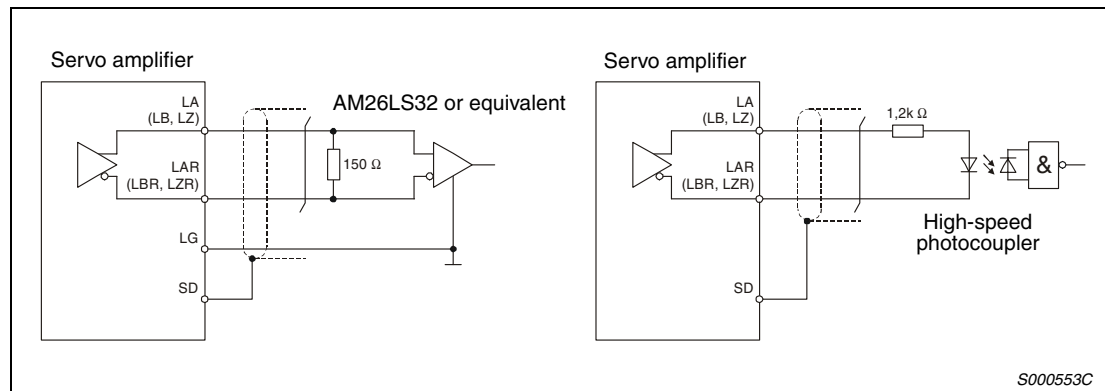 Servo amplifier
LA
(LB, LZ)
LAR
(LBR, LZR)
LG
SD
150 Ω
AM26LS32 or equivalent
Servo amplifier
LA
(LB, LZ)
LAR
(LBR, LZR)
SD
1,2k Ω
&
High-speed
photocoupler
S000553C